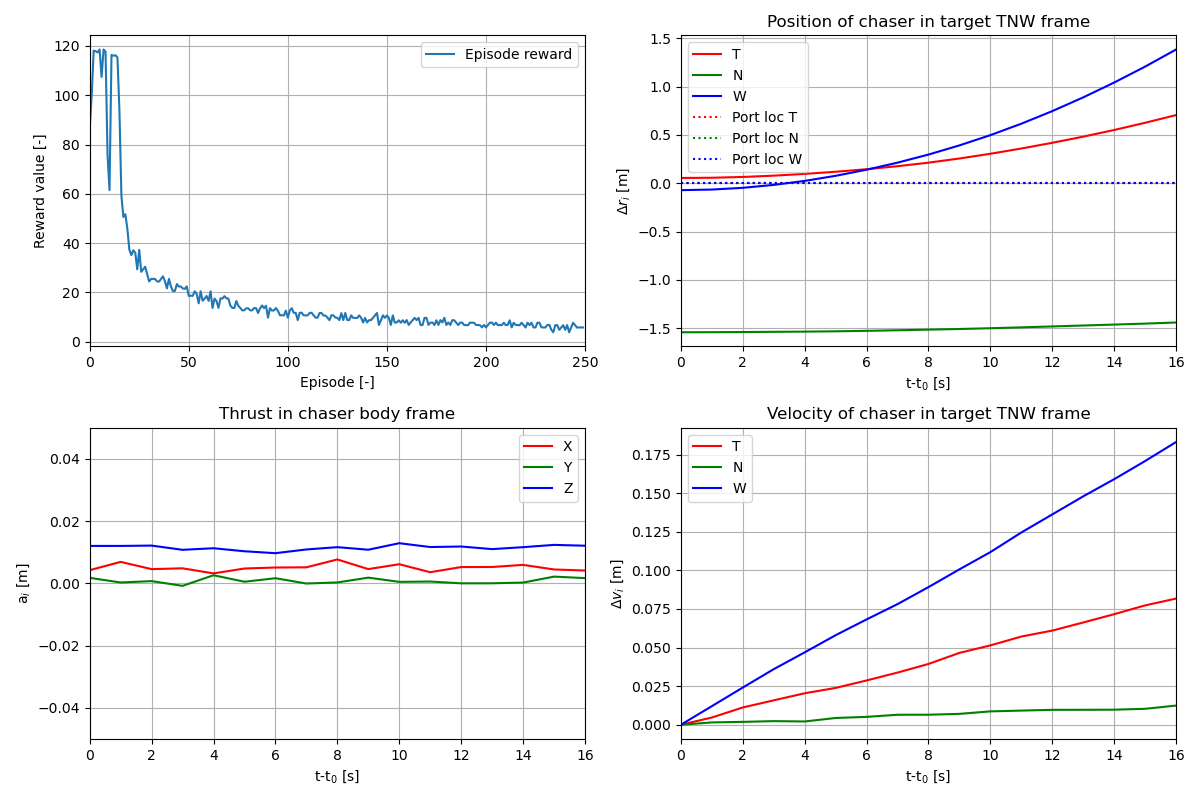 120
100
80
60
40
20
0
Reward value [-]
Episode reward
0
50
100
150
200
250
Episode [-]
Position of chaser in target TNW frame
1.5
1.0
0.5
0.0
−0.5
−1.0
−1.5
Δrᵢ [m]
T
N
W
Port loc T
Port loc N
Port loc W
0
2
4
6
8
10
12
14
16
t-t₀ [s]
Thrust in chaser body frame
0.04
0.02
0.00
−0.02
−0.04
aᵢ [m]
X
Y
Z
0
2
4
6
8
10
12
14
16
t-t₀ [s]
Velocity of chaser in target TNW frame
0.175
0.150
0.125
0.100
0.075
0.050
0.025
0.000
Δvᵢ [m]
T
N
W
0
2
4
6
8
10
12
14
16
t-t₀ [s]